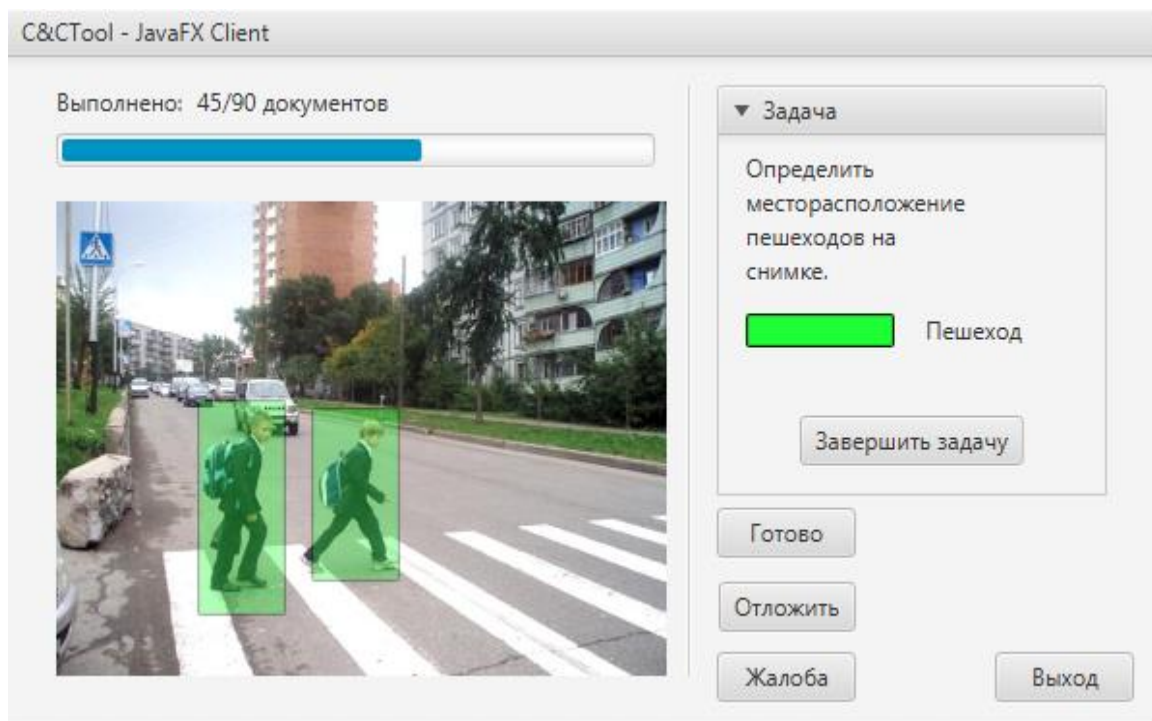 C&CTool - JavaFX Client
Выполнено: 45/90 документов
Задача
Определить
месторасположение
пешеходов на
снимке.
Пешеход
Завершить задачу
Готово
Отложить
Жалоба
Выход